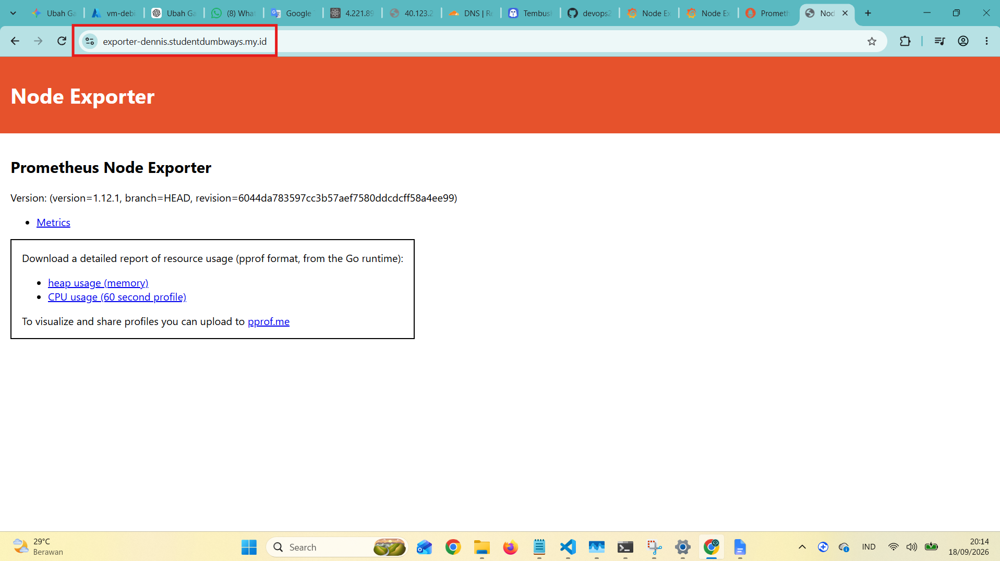 Ubah Ga
vm-debi
Ubah Ga
(8) What
Google T
4.221.89
40.123.2
DNS | Re
Tembusk
devops2
Node Ex
Node Ex
Prometh
Nod
exporter-dennis.studentdumbways.my.id
Node Exporter
Prometheus Node Exporter
Version: (version=1.12.1, branch=HEAD, revision=6044da783597cc3b57aef7580ddcdcff58a4ee99)
Metrics
Download a detailed report of resource usage (pprof format, from the Go runtime):
heap usage (memory)
CPU usage (60 second profile)
To visualize and share profiles you can upload to pprof.me
29°C
Berawan
Search
IND
20:14
18/09/2026